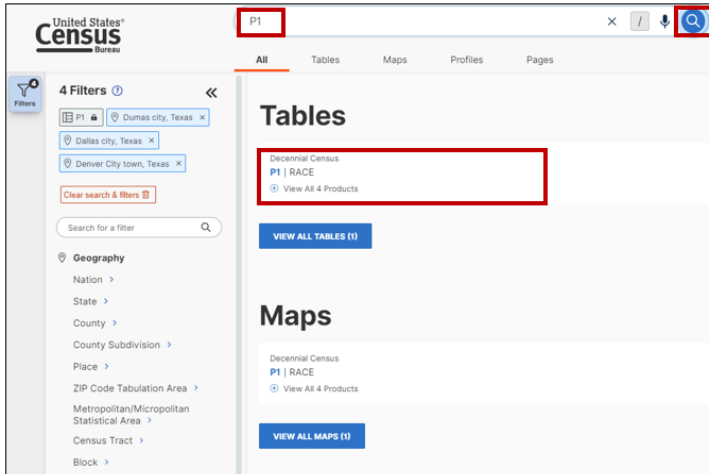 United States®
Census
Bureau
P1
/
All Tables Maps Profiles Pages
4
Filters
4 Filters
P1 Dumas city, Texas ×
Dallas city, Texas ×
Denver City town, Texas ×
Clear search & filters
Search for a filter
Geography
Nation
State
County
County Subdivision
Place
ZIP Code Tabulation Area
Metropolitan/Micropolitan
Statistical Area
Census Tract
Block
Tables
Decennial Census
P1 | RACE
View All 4 Products
VIEW ALL TABLES (1)
Maps
Decennial Census
P1 | RACE
View All 4 Products
VIEW ALL MAPS (1)